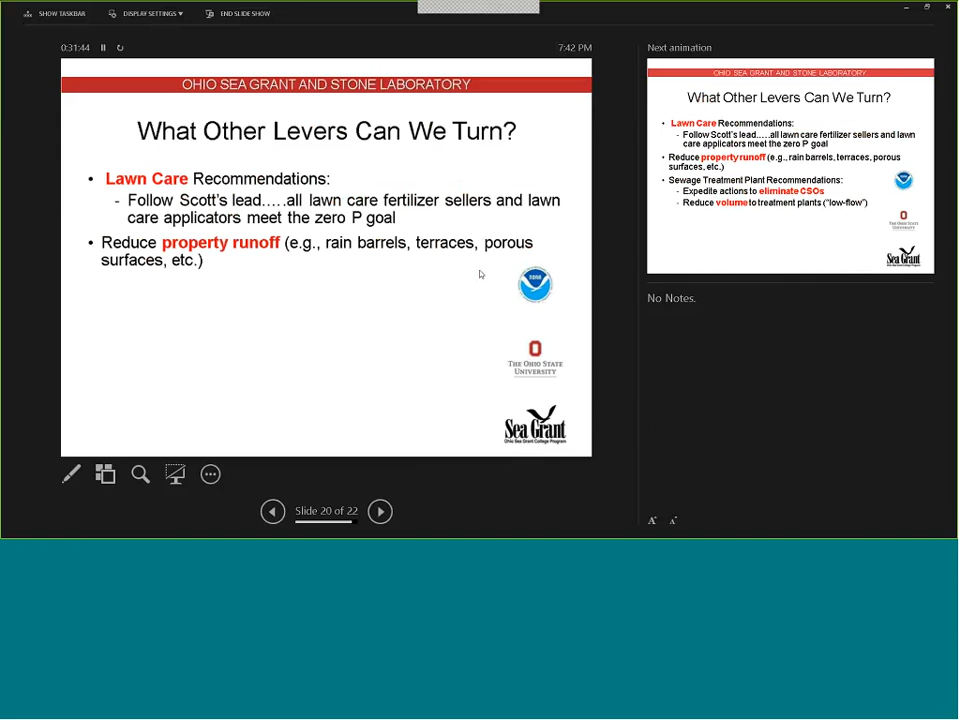 SHOW TASKBAR
DISPLAY SETTINGS
END SLIDE SHOW
0:31:44
7:42 PM
OHIO SEA GRANT AND STONE LABORATORY
What Other Levers Can We Turn?
• Lawn Care Recommendations:
- Follow Scott's lead.....all lawn care fertilizer sellers and lawn
care applicators meet the zero P goal
• Reduce property runoff (e.g., rain barrels, terraces, porous
surfaces, etc.)
NOAA
THE OHIO STATE
UNIVERSITY
Sea Grant
Ohio Sea Grant College Program
Slide 20 of 22
Next animation
OHIO SEA GRANT AND STONE LABORATORY
What Other Levers Can We Turn?
• Lawn Care Recommendations:
- Follow Scott's lead.....all lawn care fertilizer sellers and lawn
care applicators meet the zero P goal
• Reduce property runoff (e.g., rain barrels, terraces, porous
surfaces, etc.)
• Sewage Treatment Plant Recommendations:
- Expedite actions to eliminate CSOs
- Reduce volume to treatment plants ("low-flow")
THE OHIO STATE
UNIVERSITY
Sea Grant
No Notes.
A A